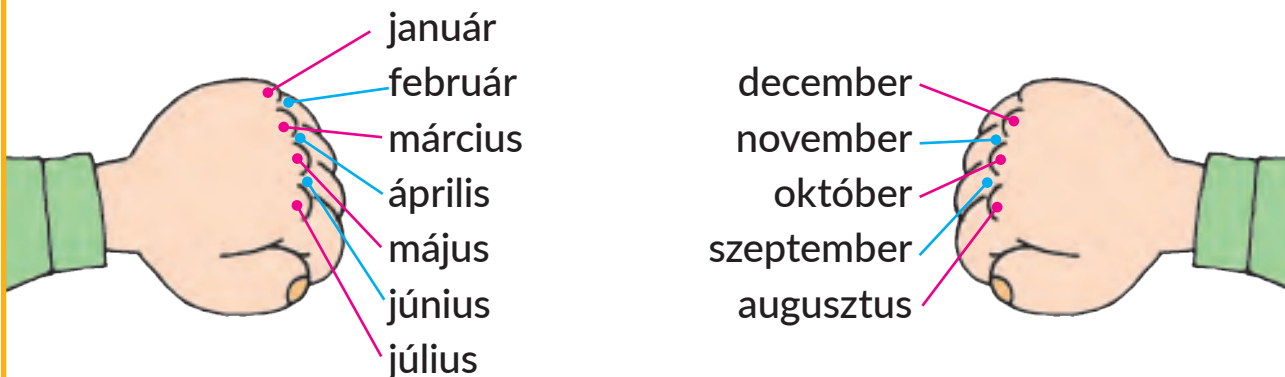 január
február
március
április
május
június
július
december
november
október
szeptember
augusztus